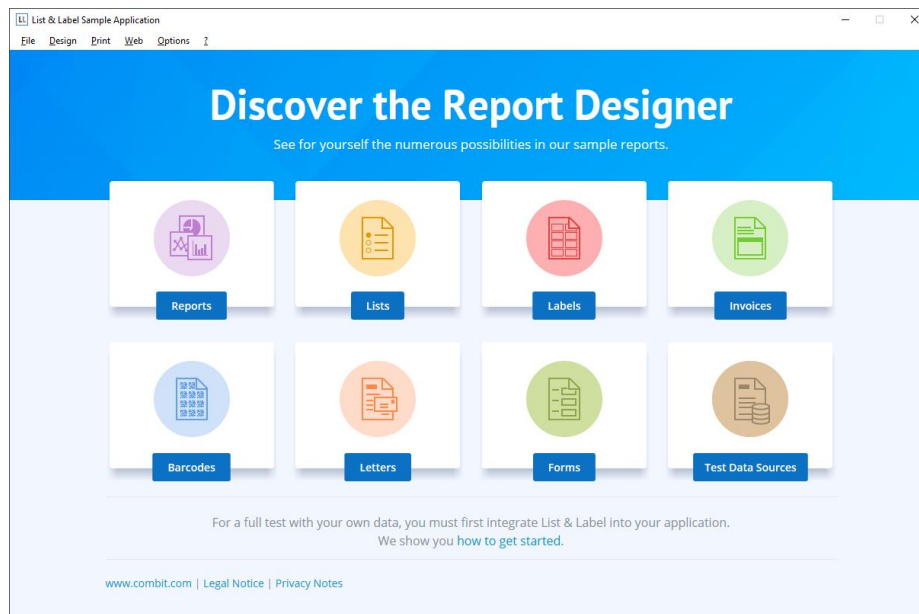 LL List & Label Sample Application
File Design Print Web Options ?
Discover the Report Designer
See for yourself the numerous possibilities in our sample reports.
Reports Lists Labels Invoices
Barcodes Letters Forms Test Data Sources
For a full test with your own data, you must first integrate List & Label into your application.
We show you how to get started.
www.combit.com | Legal Notice | Privacy Notes